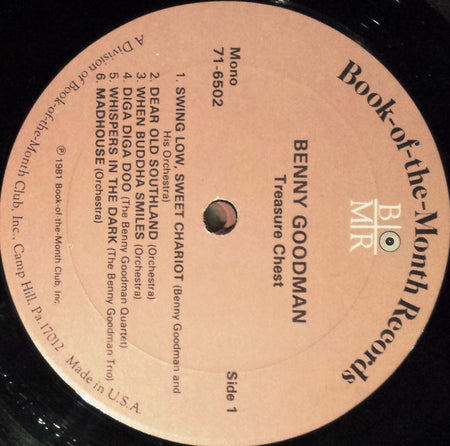 Book-of-the-Month Records
B O
M R
BENNY GOODMAN
Treasure Chest
Mono
71-6502
Side 1
1. SWING LOW, SWEET CHARIOT (Benny Goodman and
His Orchestra)
2. DEAR OLD SOUTHLAND (Orchestra)
3. WHEN BUDDHA SMILES (Orchestra)
4. DIGA DIGA DOO (The Benny Goodman Quartet)
5. WHISPERS IN THE DARK (The Benny Goodman Trio)
6. MADHOUSE (Orchestra)
℗ 1981 Book-of-the-Month Club, Inc.
A Division of Book-of-the-Month Club, Inc., Camp Hill, Pa. 17012 Made in U.S.A.